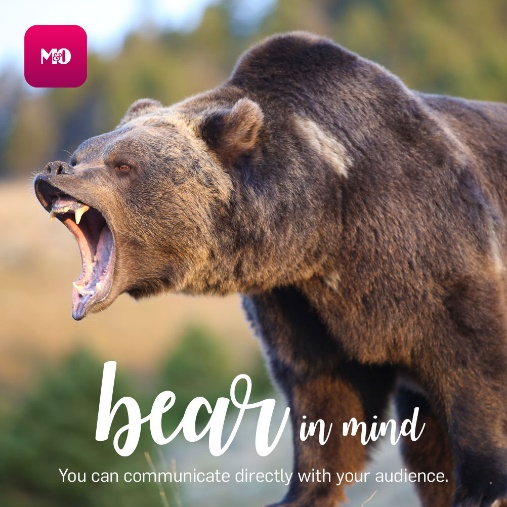 M&D
bear in mind
You can communicate directly with your audience.